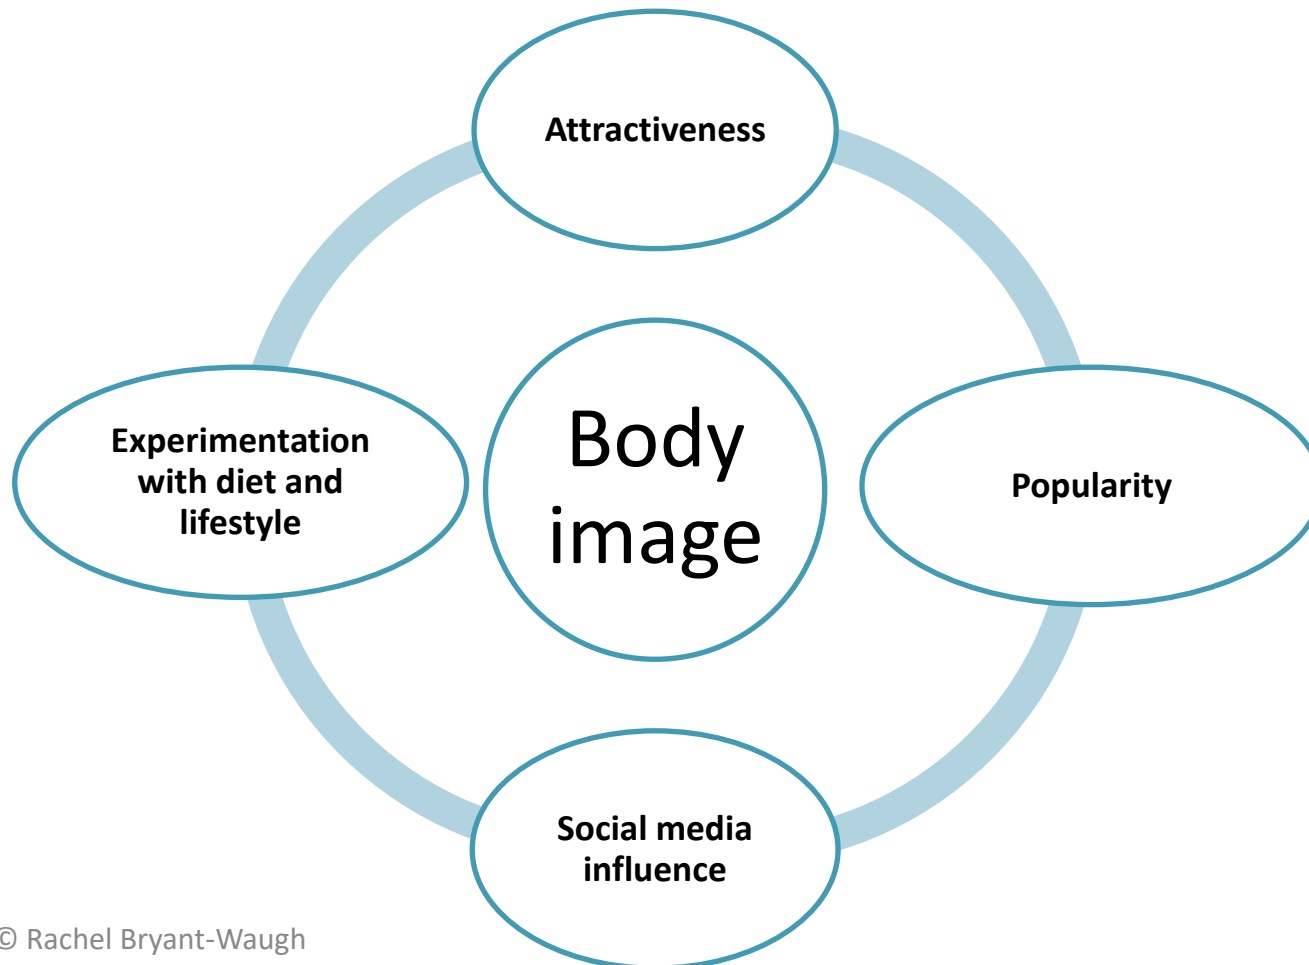 Attractiveness
Experimentation
with diet and
lifestyle
Body
image
Popularity
Social media
influence
© Rachel Bryant-Waugh